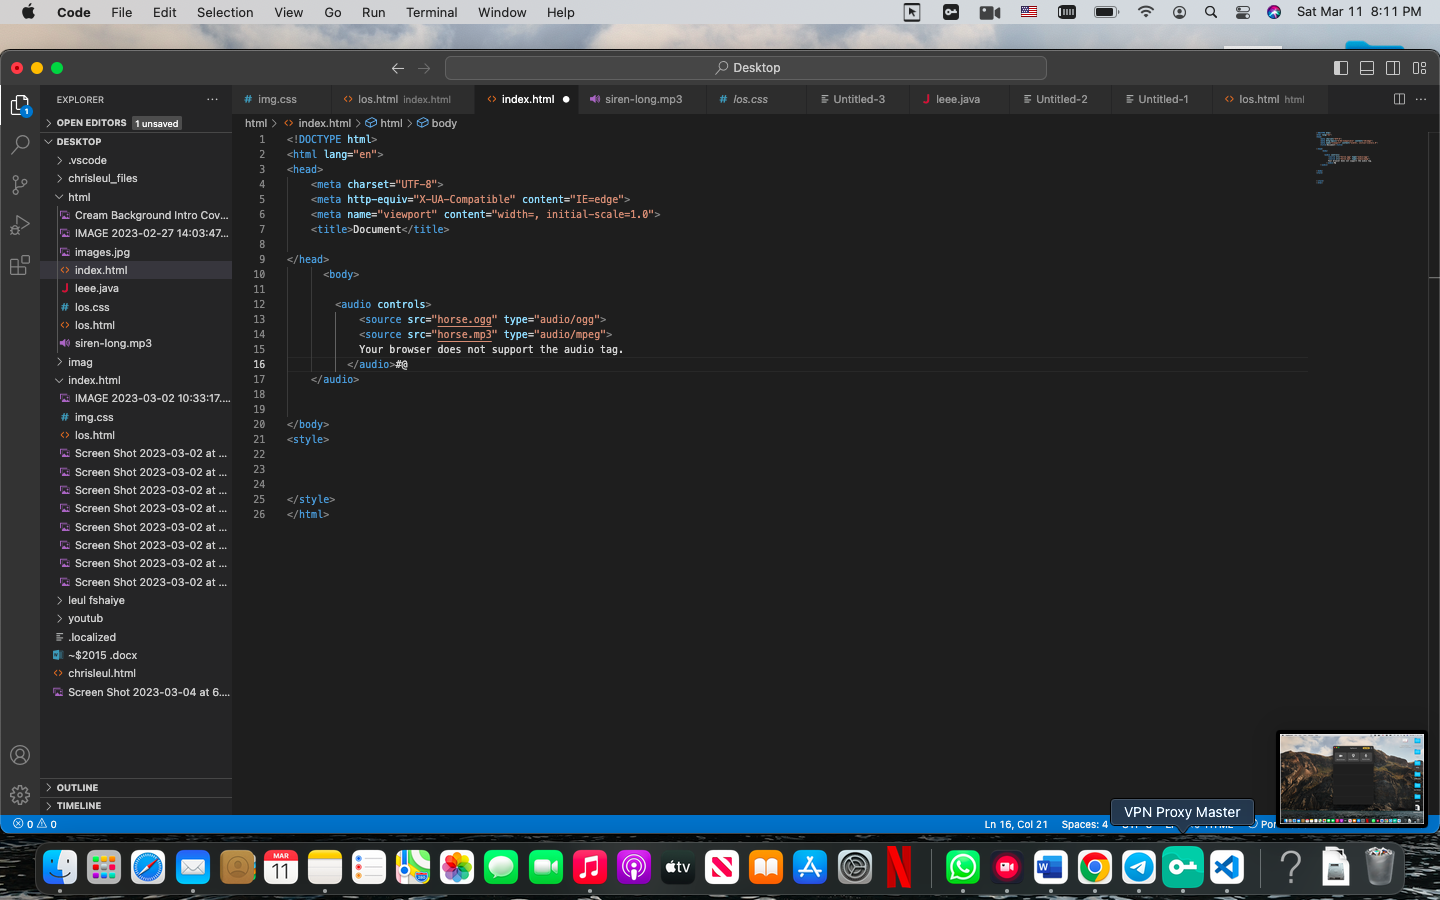 Code File Edit Selection View Go Run Terminal Window Help Sat Mar 11 8:11 PM
Desktop
EXPLORER
img.css los.html index.html index.html siren-long.mp3 los.css Untitled-3 leee.java Untitled-2 Untitled-1 los.html html
OPEN EDITORS 1 unsaved
html > index.html > html > body
DESKTOP
.vscode
chrisleul_files
html
Cream Background Intro Cov...
IMAGE 2023-02-27 14:03:47...
images.jpg
index.html
leee.java
los.css
los.html
siren-long.mp3
imag
index.html
IMAGE 2023-03-02 10:33:17....
img.css
los.html
Screen Shot 2023-03-02 at ...
Screen Shot 2023-03-02 at ...
Screen Shot 2023-03-02 at ...
Screen Shot 2023-03-02 at ...
Screen Shot 2023-03-02 at ...
Screen Shot 2023-03-02 at ...
Screen Shot 2023-03-02 at ...
Screen Shot 2023-03-02 at ...
leul fshaiye
youtub
.localized
~$2015 .docx
chrisleul.html
Screen Shot 2023-03-04 at 6....
OUTLINE
TIMELINE
1 <!DOCTYPE html>
2 <html lang="en">
3 <head>
4 <meta charset="UTF-8">
5 <meta http-equiv="X-UA-Compatible" content="IE=edge">
6 <meta name="viewport" content="width=, initial-scale=1.0">
7 <title>Document</title>
8
9 </head>
10 <body>
11
12 <audio controls>
13 <source src="horse.ogg" type="audio/ogg">
14 <source src="horse.mp3" type="audio/mpeg">
15 Your browser does not support the audio tag.
16 </audio>#@
17 </audio>
18
19
20 </body>
21 <style>
22
23
24
25 </style>
26 </html>
VPN Proxy Master
0 0 Ln 16, Col 21 Spaces: 4
MAR
11
tv